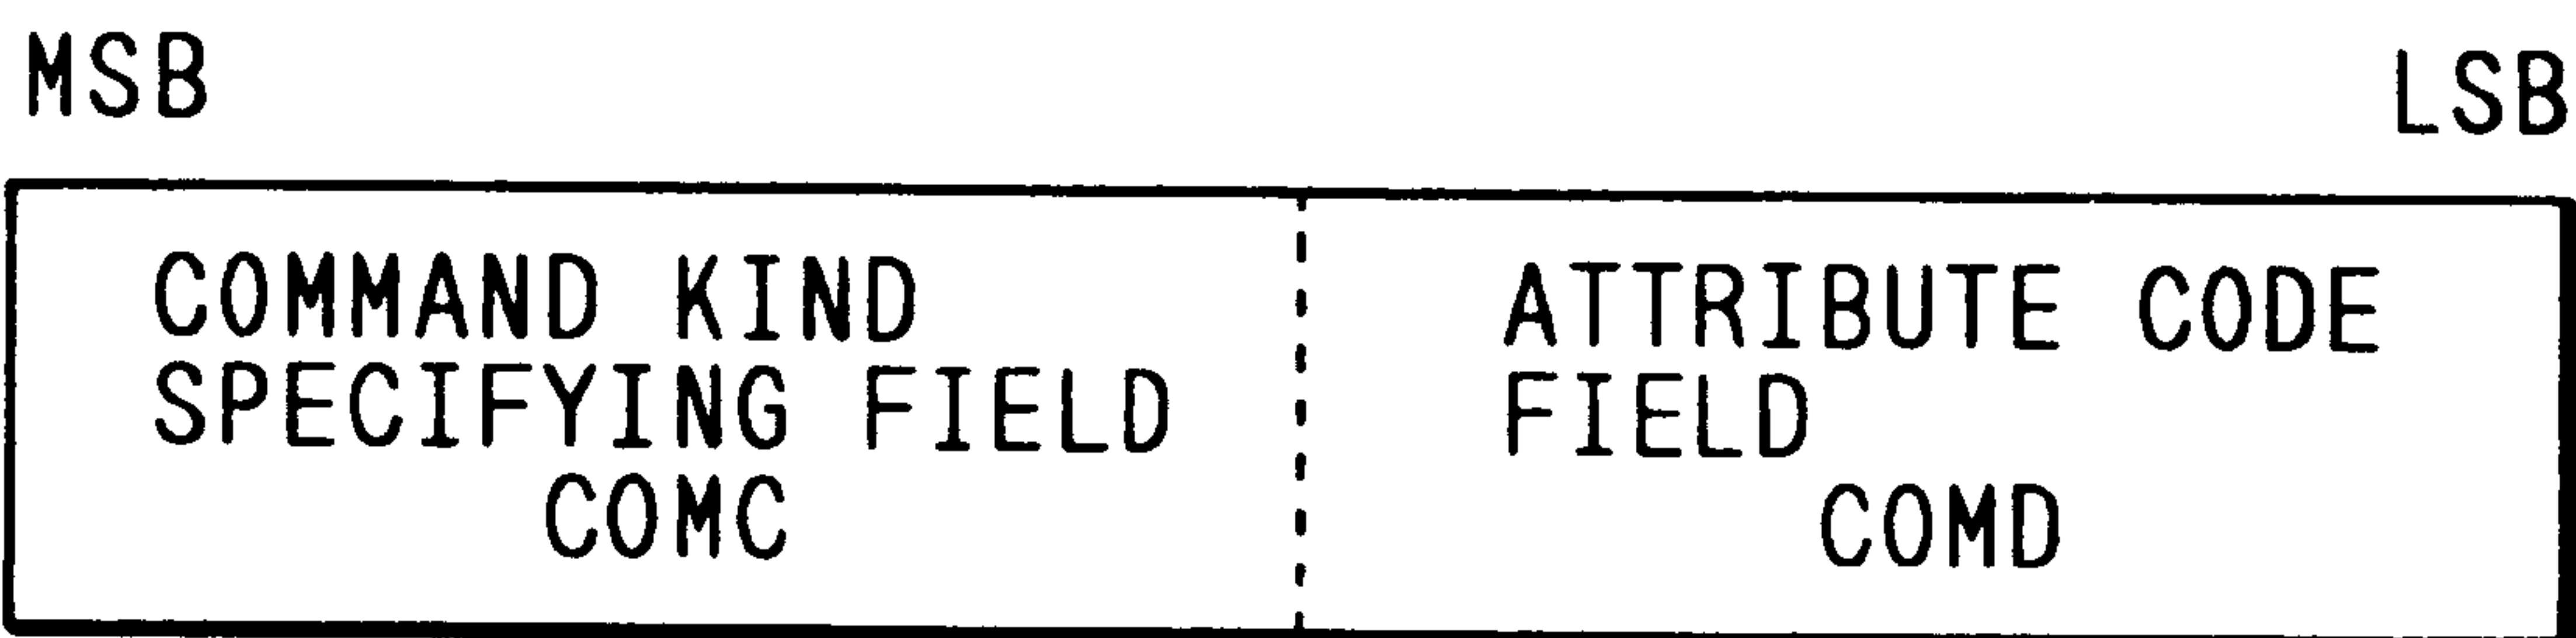 MSB
LSB
COMMAND KIND
SPECIFYING FIELD
COMC
ATTRIBUTE CODE
FIELD
COMD